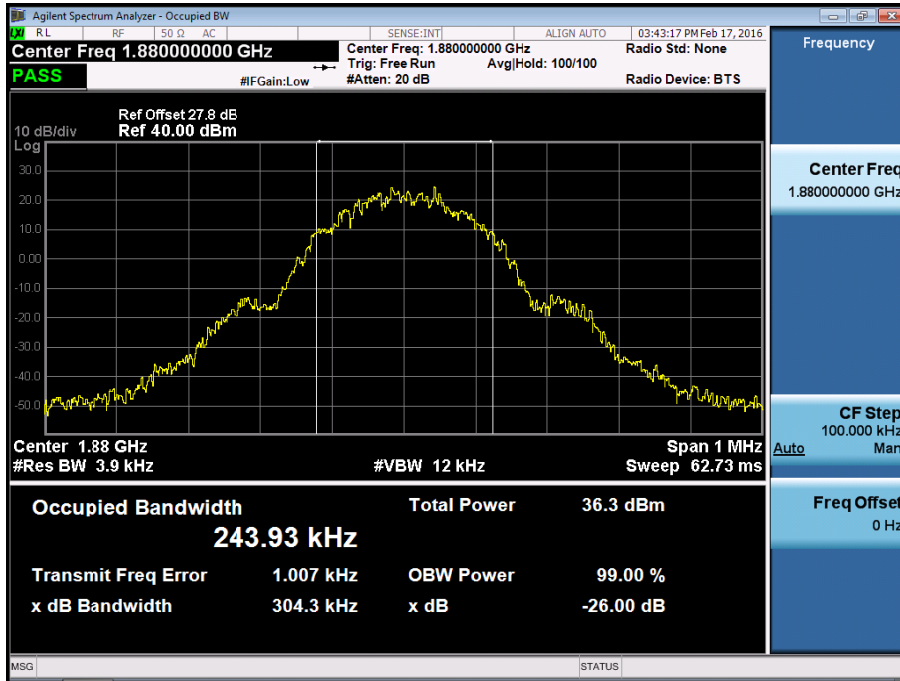 Agilent Spectrum Analyzer - Occupied BW
LXI RL RF 50 Ω AC SENSE:INT ALIGN AUTO 03:43:17 PM Feb 17, 2016
Center Freq 1.880000000 GHz
Center Freq: 1.880000000 GHz Radio Std: None
Trig: Free Run Avg|Hold: 100/100
PASS
#IFGain:Low #Atten: 20 dB Radio Device: BTS
Ref Offset 27.8 dB
10 dB/div Ref 40.00 dBm
Log
30.0
20.0
10.0
0.00
-10.0
-20.0
-30.0
-40.0
-50.0
Center 1.88 GHz Span 1 MHz
#Res BW 3.9 kHz #VBW 12 kHz Sweep 62.73 ms
Occupied Bandwidth Total Power 36.3 dBm
243.93 kHz
Transmit Freq Error 1.007 kHz OBW Power 99.00 %
x dB Bandwidth 304.3 kHz x dB -26.00 dB
MSG STATUS
Frequency
Center Freq
1.880000000 GHz
CF Step
100.000 kHz
Auto Man
Freq Offset
0 Hz